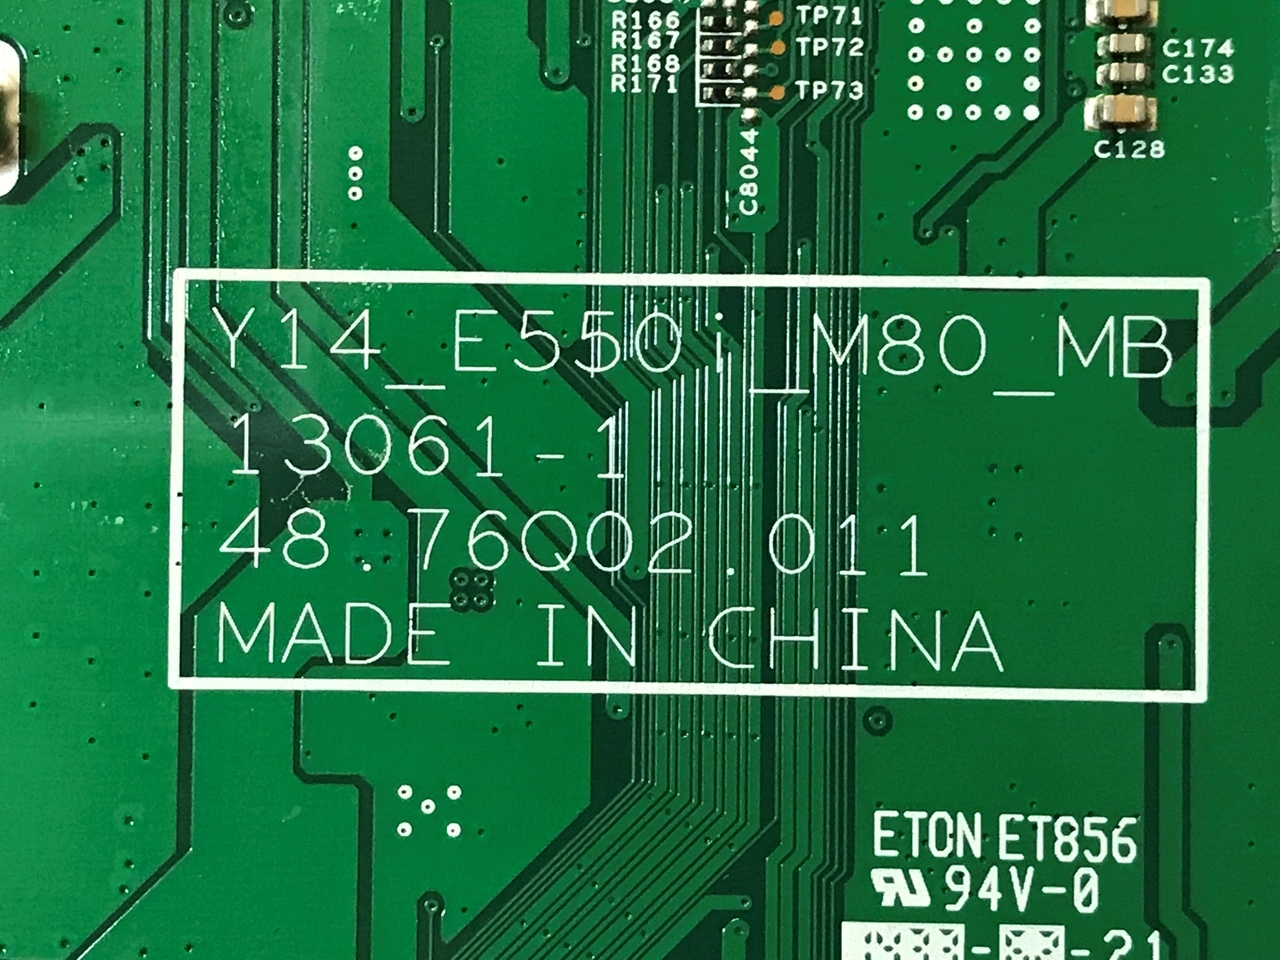 R166
R167
R168
R171
TP71
TP72
TP73
C174
C133
C128
C8044
Y14_E550i_M80_MB
13061-1
48.76Q02.011
MADE IN CHINA
ETON ET856
94V-0
-21